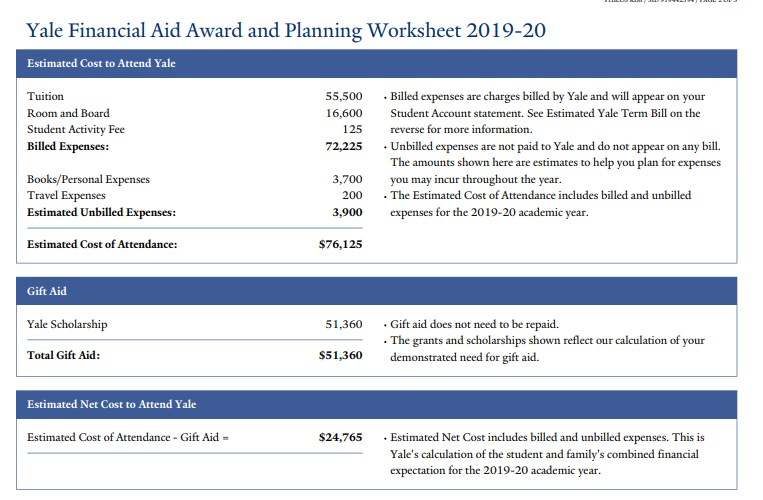 Yale Financial Aid Award and Planning Worksheet 2019-20
Estimated Cost to Attend Yale
Tuition 55,500
Room and Board 16,600
Student Activity Fee 125
Billed Expenses: 72,225
Books/Personal Expenses 3,700
Travel Expenses 200
Estimated Unbilled Expenses: 3,900
Estimated Cost of Attendance: $76,125
• Billed expenses are charges billed by Yale and will appear on your
Student Account statement. See Estimated Yale Term Bill on the
reverse for more information.
• Unbilled expenses are not paid to Yale and do not appear on any bill.
The amounts shown here are estimates to help you plan for expenses
you may incur throughout the year.
• The Estimated Cost of Attendance includes billed and unbilled
expenses for the 2019-20 academic year.
Gift Aid
Yale Scholarship 51,360
Total Gift Aid: $51,360
• Gift aid does not need to be repaid.
• The grants and scholarships shown reflect our calculation of your
demonstrated need for gift aid.
Estimated Net Cost to Attend Yale
Estimated Cost of Attendance - Gift Aid = $24,765
• Estimated Net Cost includes billed and unbilled expenses. This is
Yale's calculation of the student and family's combined financial
expectation for the 2019-20 academic year.